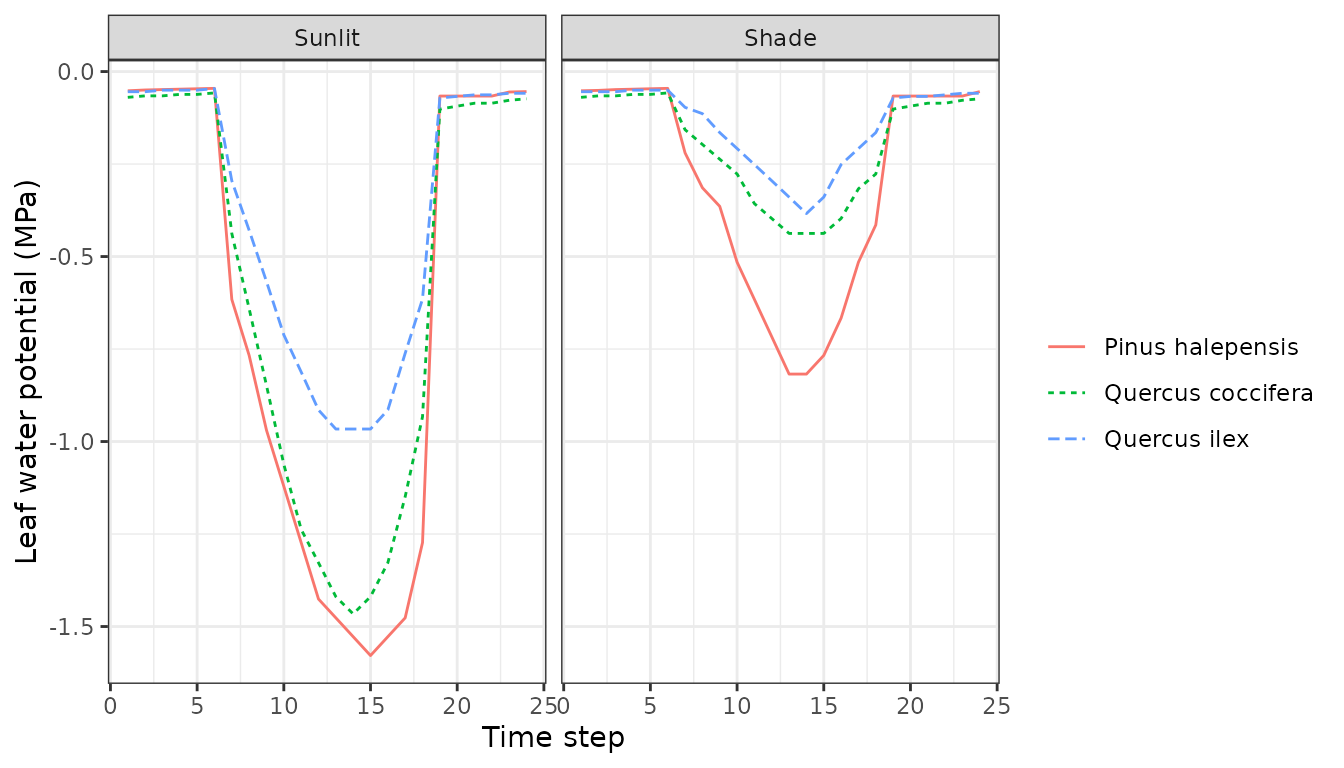 Sunlit
Shade
Leaf water potential (MPa)
0.0
-0.5
-1.0
-1.5
0 5 10 15 20 25
0 5 10 15 20 25
Time step
Pinus halepensis
Quercus coccifera
Quercus ilex